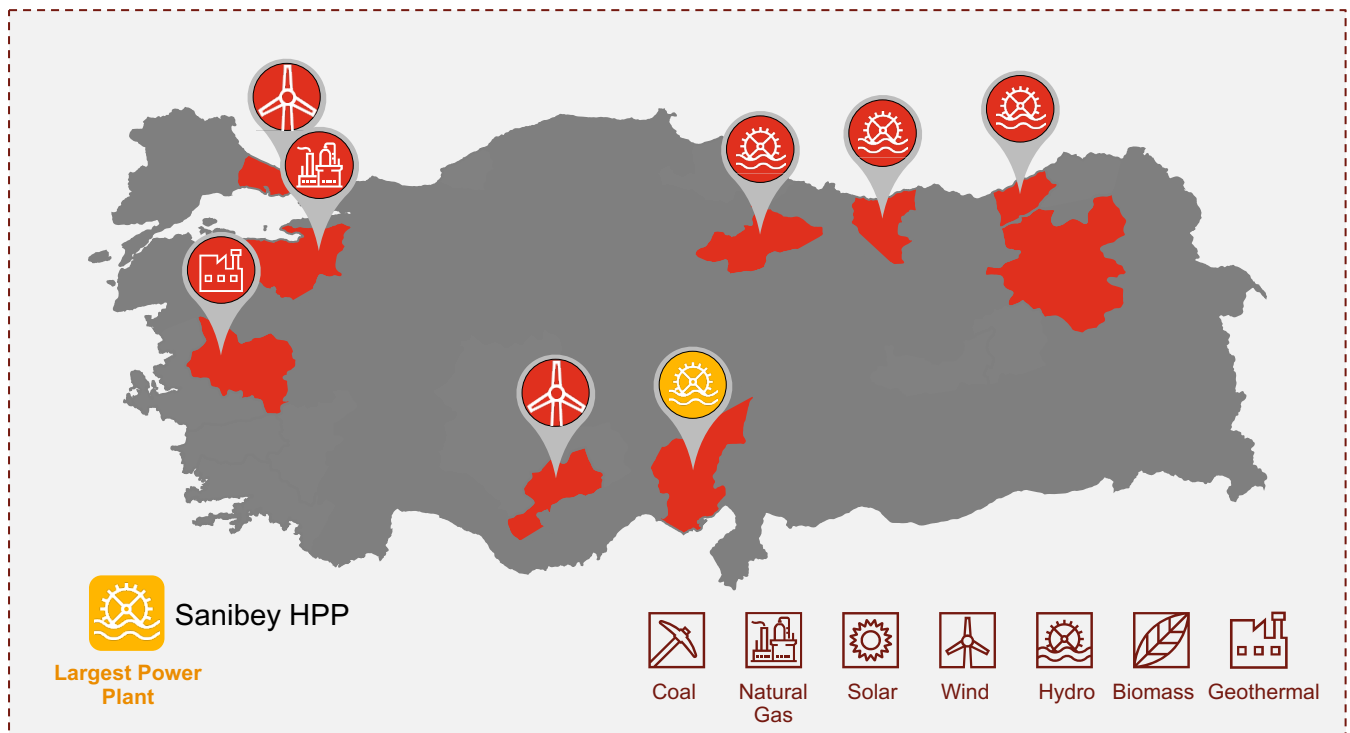 Sanibey HPP
Largest Power
Plant
Coal
Natural
Gas
Solar
Wind
Hydro
Biomass
Geothermal